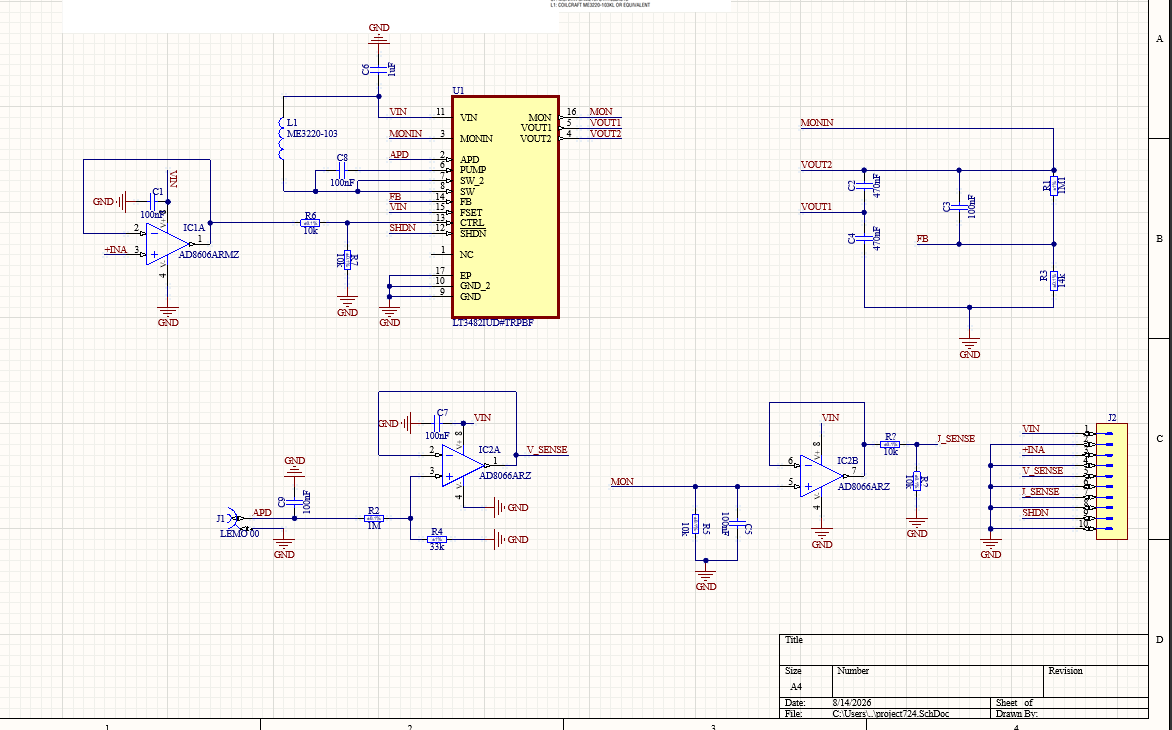 L1: COILCRAFT ME3220-103KL OR EQUIVALENT
A
GND
C6
1uF
U1
VIN 11 VIN
MONIN 3 MONIN
APD 2 APD
6 PUMP
7 SW_2
8 SW
FB 14 FB
VIN 15 FSET
13 CTRL
SHDN 12 SHDN
1 NC
17 EP
10 GND_2
9 GND
MON 16 MON
VOUT1 5 VOUT1
VOUT2 4 VOUT2
LT3482IUD#TRPBF
L1
ME3220-103
C8
100nF
VIN
GND
C1
100nF
8
V+
IC1A
2
1
+INA 3
AD8606ARMZ
V-
4
GND
R6
10k
R7
10k
GND
GND
MONIN
VOUT2
C2
470nF
VOUT1
C4
470nF
C3
100nF
R1
1M1
FB
R3
14k
GND
B
GND
C7
100nF
VIN
8
V+
IC2A
2
1
V_SENSE
3
AD8066ARZ
V-
4
GND
GND
C9
100nF
J1
APD
LEMO 00
GND
R2
1M
R4
33k
GND
MON
R5
10k
C5
100nF
GND
VIN
8
V+
IC2B
6
7
5
AD8066ARZ
V-
4
GND
R?
10k
J_SENSE
R?
10k
GND
J2
VIN 1
+INA
V_SENSE
J_SENSE
SHDN
10
GND
C
D
Title
Size
Number
Revision
A4
Date: 8/14/2026 Sheet of
File: C:\Users\..\project724.SchDoc Drawn By:
1
2
3
4